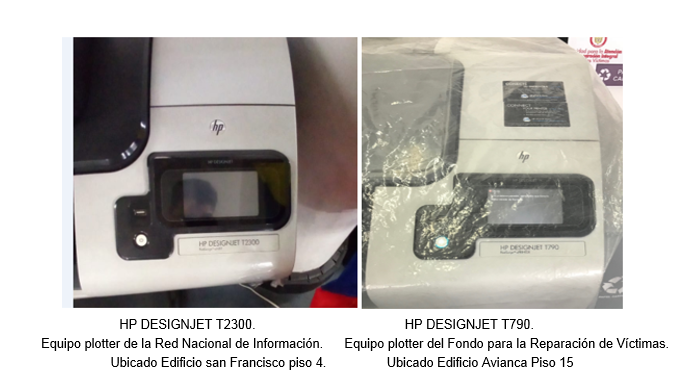 hp
HP DESIGNJET T2300
hp
HP DESIGNJET T790
HP DESIGNJET T2300.
Equipo plotter de la Red Nacional de Información.
Ubicado Edificio san Francisco piso 4.
HP DESIGNJET T790.
Equipo plotter del Fondo para la Reparación de Víctimas.
Ubicado Edificio Avianca Piso 15